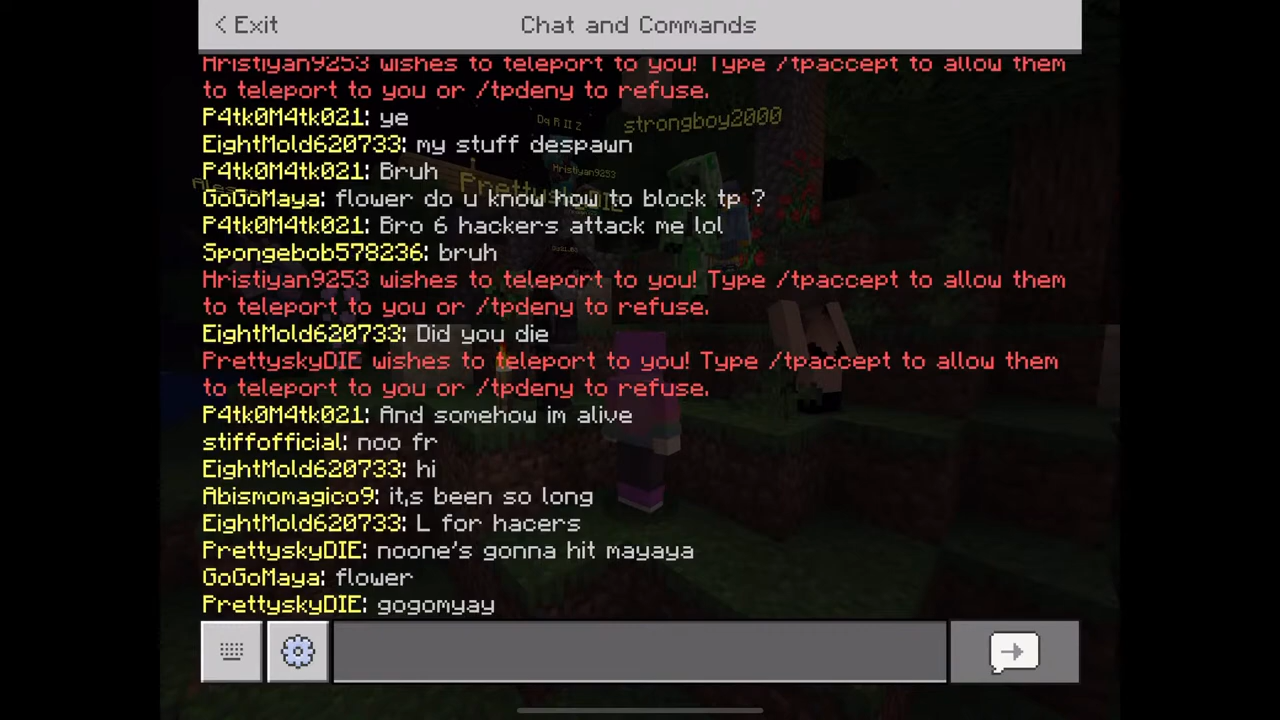 < Exit
Chat and Commands
Hristiyan9253 wishes to teleport to you! Type /tpaccept to allow them
to teleport to you or /tpdeny to refuse.
P4tk0M4tk021: ye
EightMold620733: my stuff despawn
P4tk0M4tk021: Bruh
GoGoMaya: flower do u know how to block tp ?
P4tk0M4tk021: Bro 6 hackers attack me lol
Spongebob578236: bruh
Hristiyan9253 wishes to teleport to you! Type /tpaccept to allow them
to teleport to you or /tpdeny to refuse.
EightMold620733: Did you die
PrettyskyDIE wishes to teleport to you! Type /tpaccept to allow them
to teleport to you or /tpdeny to refuse.
P4tk0M4tk021: And somehow im alive
stiffofficial: noo fr
EightMold620733: hi
Abismomagico9: it,s been so long
EightMold620733: L for hacers
PrettyskyDIE: noone's gonna hit mayaya
GoGoMaya: flower
PrettyskyDIE: gogomyay
Dq R II Z
strongboy2000
Hristiyan9253